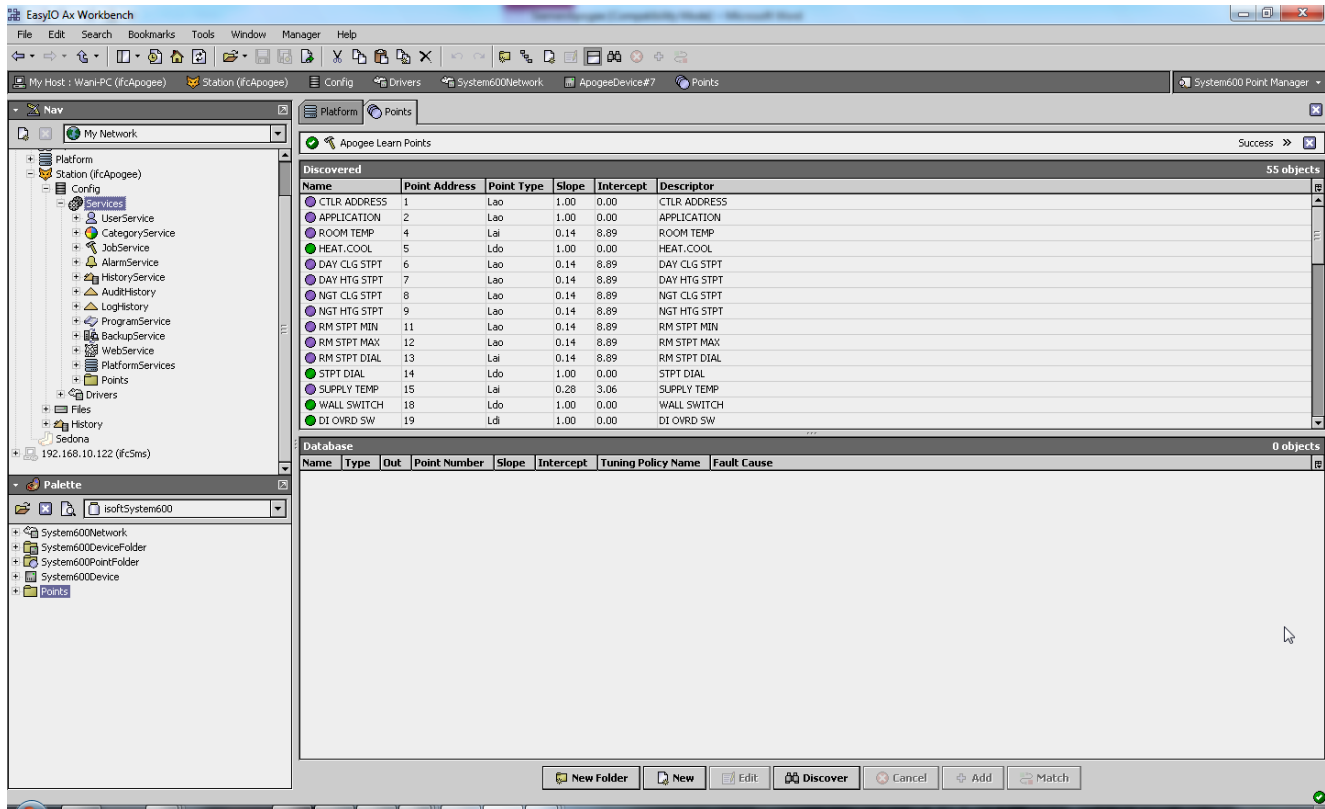 EasyIO Ax Workbench
File Edit Search Bookmarks Tools Window Manager Help
My Host : Wani-PC (ifcApogee) Station (ifcApogee) Config Drivers System600Network ApogeeDevice#7 Points System600 Point Manager
Nav
My Network
Platform
Station (ifcApogee)
Config
Services
UserService
CategoryService
JobService
AlarmService
HistoryService
AuditHistory
LogHistory
ProgramService
BackupService
WebService
PlatformServices
Points
Drivers
Files
History
Sedona
192.168.10.122 (ifcSms)
Palette
isoftSystem600
System600Network
System600DeviceFolder
System600PointFolder
System600Device
Points
Platform Points
Apogee Learn Points Success »
Discovered 55 objects
Name Point Address Point Type Slope Intercept Descriptor
CTLR ADDRESS 1 Lao 1.00 0.00 CTLR ADDRESS
APPLICATION 2 Lao 1.00 0.00 APPLICATION
ROOM TEMP 4 Lai 0.14 8.89 ROOM TEMP
HEAT.COOL 5 Ldo 1.00 0.00 HEAT.COOL
DAY CLG STPT 6 Lao 0.14 8.89 DAY CLG STPT
DAY HTG STPT 7 Lao 0.14 8.89 DAY HTG STPT
NGT CLG STPT 8 Lao 0.14 8.89 NGT CLG STPT
NGT HTG STPT 9 Lao 0.14 8.89 NGT HTG STPT
RM STPT MIN 11 Lao 0.14 8.89 RM STPT MIN
RM STPT MAX 12 Lao 0.14 8.89 RM STPT MAX
RM STPT DIAL 13 Lai 0.14 8.89 RM STPT DIAL
STPT DIAL 14 Ldo 1.00 0.00 STPT DIAL
SUPPLY TEMP 15 Lai 0.28 3.06 SUPPLY TEMP
WALL SWITCH 18 Ldo 1.00 0.00 WALL SWITCH
DI OVRD SW 19 Ldi 1.00 0.00 DI OVRD SW
Database 0 objects
Name Type Out Point Number Slope Intercept Tuning Policy Name Fault Cause
New Folder New Edit Discover Cancel Add Match